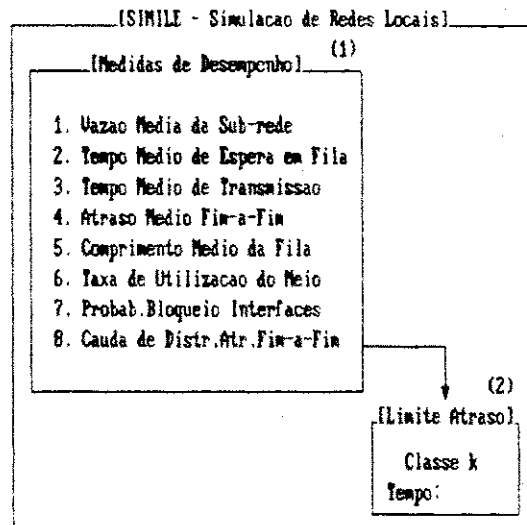 [SIMILE - Simulacao de Redes Locais]
(1)
[Medidas de Desempenho]
1. Vazao Media da Sub-rede
2. Tempo Medio de Espera em Fila
3. Tempo Medio de Transmissao
4. Atraso Medio Fim-a-Fim
5. Comprimento Medio da Fila
6. Taxa de Utilizacao do Meio
7. Probab.Bloqueio Interfaces
8. Cauda de Distr.Atr.Fim-a-Fim
(2)
[Limite Atraso]
Classe k
Tempo: